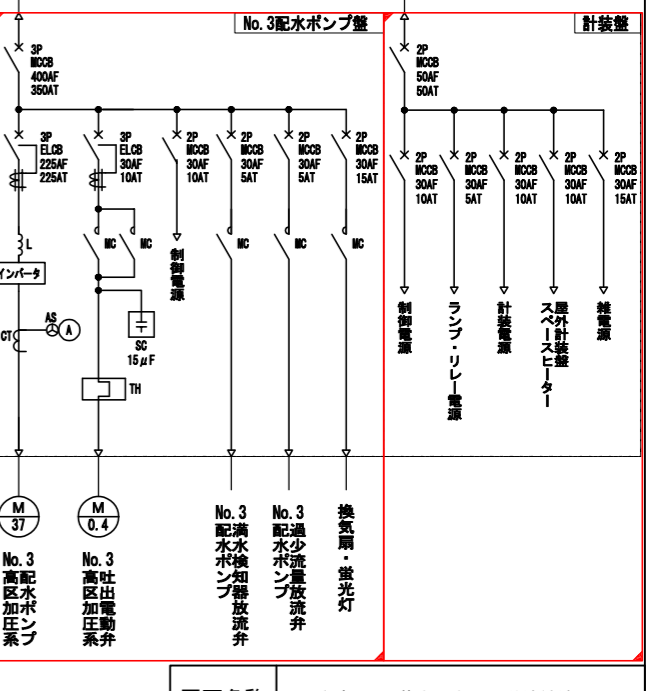 No.3配水ポンプ盤
計装盤
3P
MCCB
400AF
350AT
2P
MCCB
50AF
50AT
3P
ELCB
225AF
225AT
3P
ELCB
30AF
10AT
2P
MCCB
30AF
10AT
2P
MCCB
30AF
5AT
2P
MCCB
30AF
5AT
2P
MCCB
30AF
15AT
2P
MCCB
30AF
10AT
2P
MCCB
30AF
5AT
2P
MCCB
30AF
10AT
2P
MCCB
30AF
10AT
2P
MCCB
30AF
15AT
L
インバータ
MC
MC
MC
MC
MC
制御電源
CT
AS
A
SC
15μF
TH
制御電源
ランプ・リレー電源
計装電源
屋外計装盤
スペースヒーター
雑電源
M
37
M
0.4
No.3
配水ポンプ
高区加圧系
No.3
吐出電動弁
高区加圧系
No.3
満水検知器放流弁
配水ポンプ
No.3
過少流量放流弁
配水ポンプ
換気扇・蛍光灯